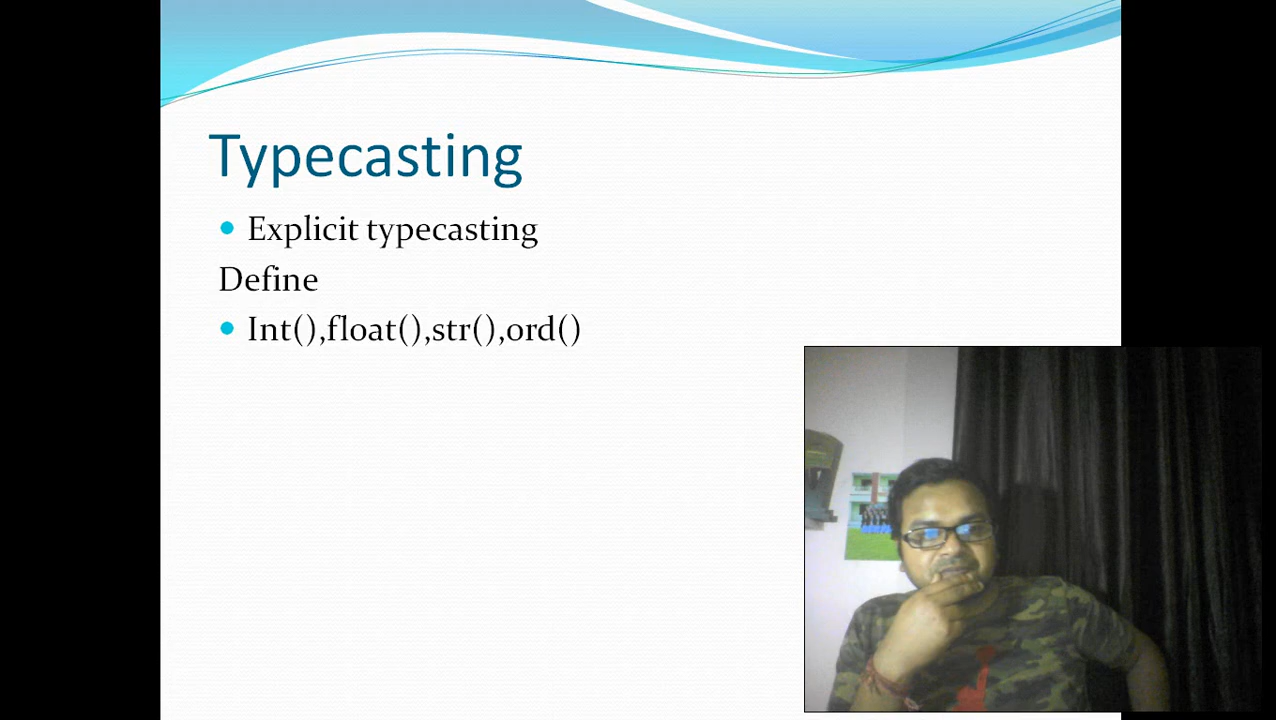 Typecasting
Explicit typecasting
Define
Int(),float(),str(),ord()